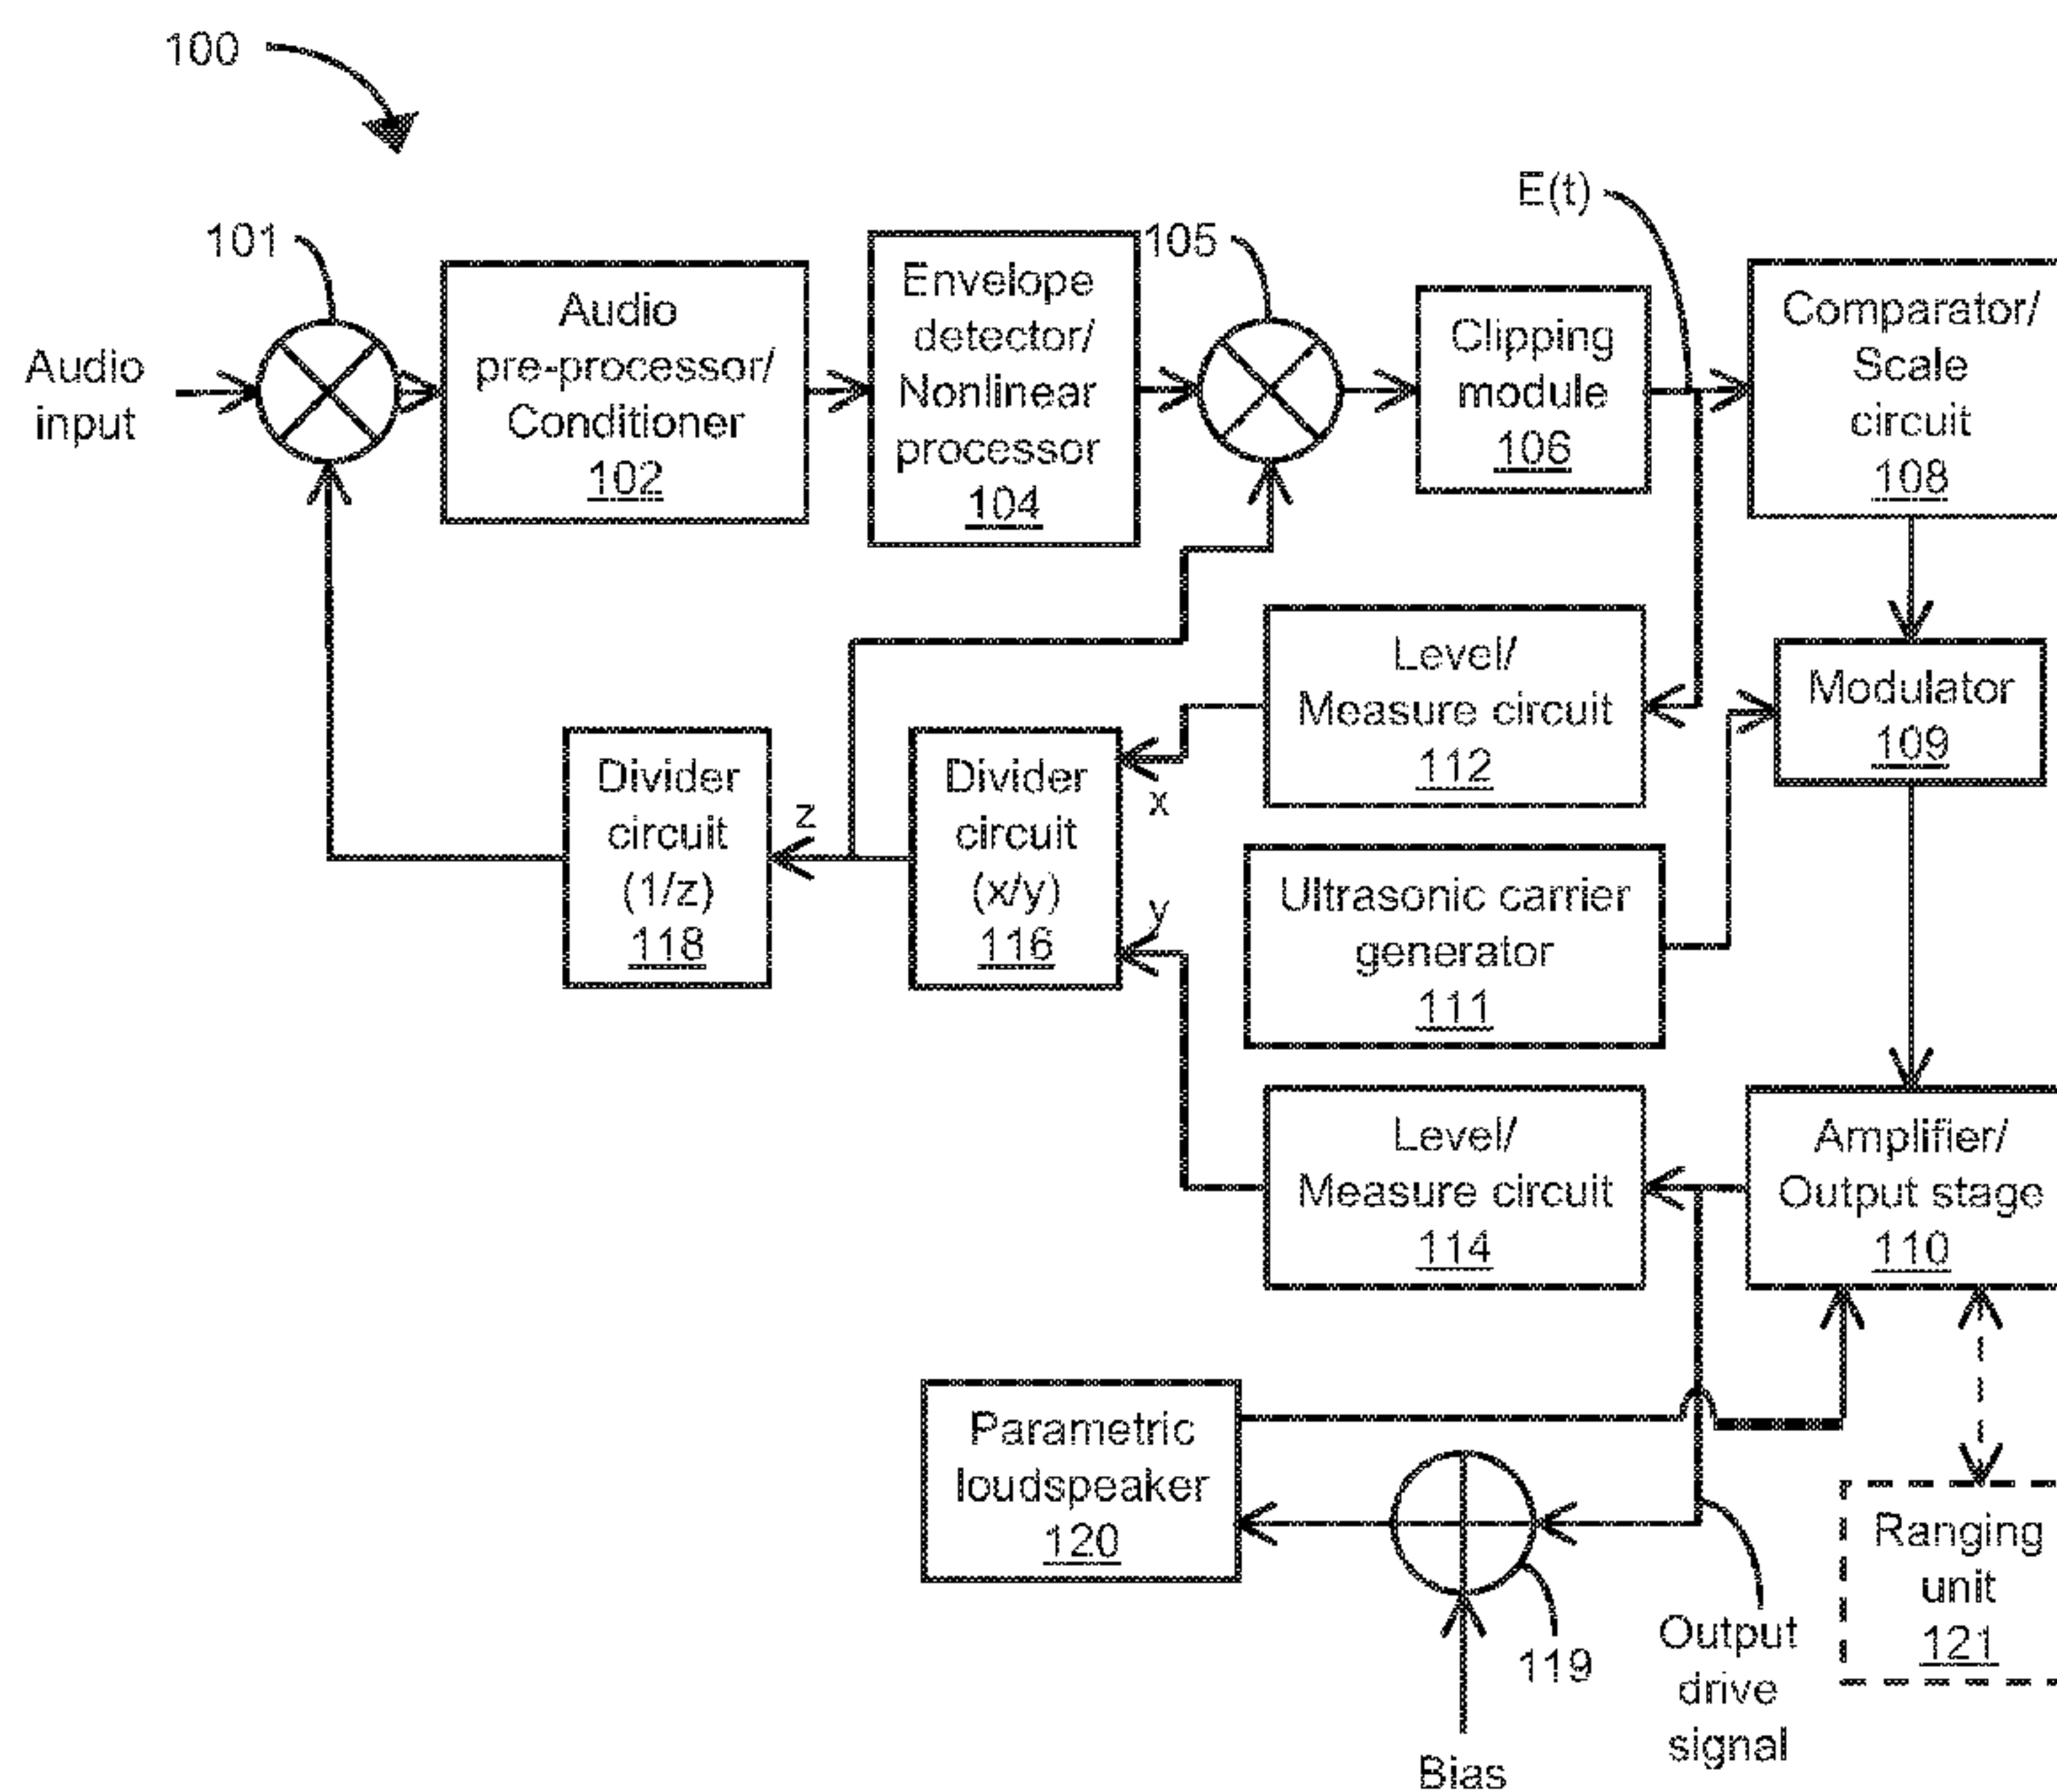 100
E(t)
101
105
Audio
input
Audio
pre-processor/
Conditioner
102
Envelope
detector/
Nonlinear
processor
104
Clipping
module
106
Comparator/
Scale
circuit
108
Level/
Measure circuit
112
Modulator
109
Divider
circuit
(1/z)
118
z
Divider
circuit
(x/y)
116
x
y
Ultrasonic carrier
generator
111
Level/
Measure circuit
114
Amplifier/
Output stage
110
Parametric
loudspeaker
120
119
Bias
Output
drive
signal
Ranging
unit
121